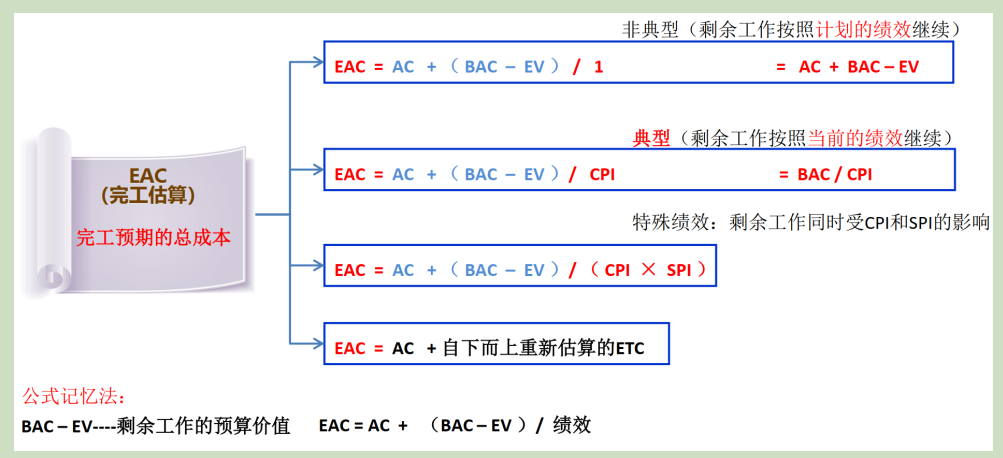 非典型（剩余工作按照计划的绩效继续）
EAC = AC + （ BAC – EV ）/ 1 = AC + BAC – EV
典型（剩余工作按照当前的绩效继续）
EAC = AC + （ BAC – EV ）/ CPI = BAC / CPI
EAC
（完工估算）
完工预期的总成本
特殊绩效：剩余工作同时受CPI和SPI的影响
EAC = AC + （ BAC – EV ）/ （ CPI × SPI ）
EAC = AC + 自下而上重新估算的ETC
公式记忆法：
BAC – EV----剩余工作的预算价值 EAC = AC + （BAC – EV ）/ 绩效